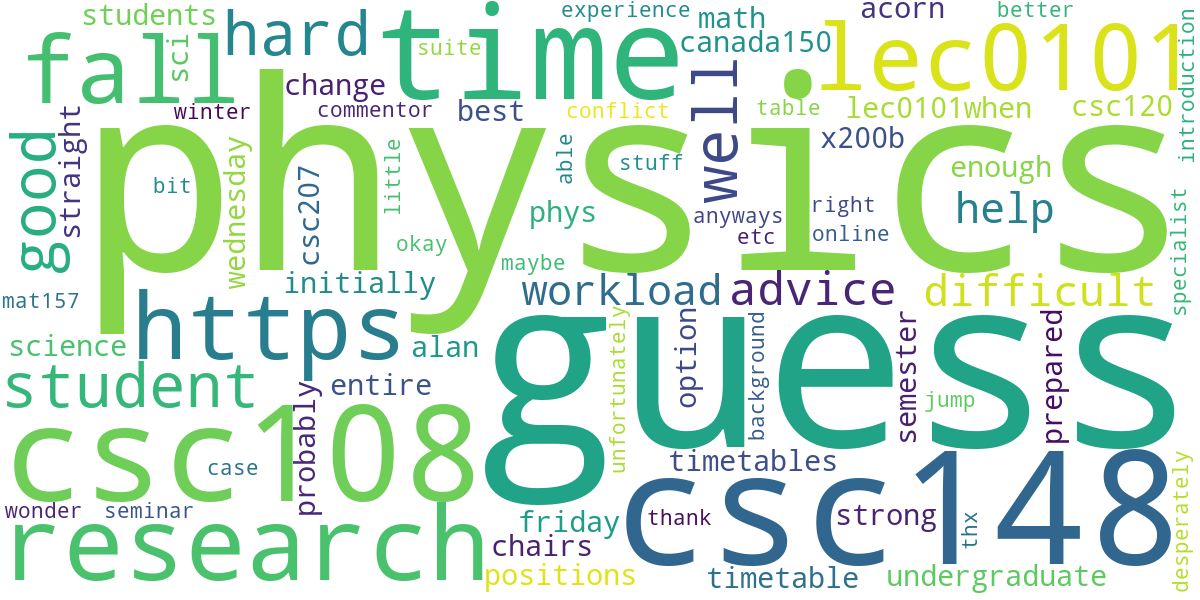 students
experience
math
acorn
better
fall
sci
hard
time
suite
canada150
lec0101
introduction
change
winter
commentor
best
conflict
well
table
lec0101when
csc120
straight
physics
x200b
good
bit
wednesday
csc207
little
able
stuff
enough
phys
anyways
right
help
etc
online
okay
maybe
specialist
mat157
initially
workload
advice
difficult
https
guess
science
alan
unfortunately
option
background
semester
prepared
student
entire
probably
jump
csc108
case
timetables
csc148
desperately
wonder
seminar
research
friday
thank
strong
thx
chairs
positions
timetable
undergraduate